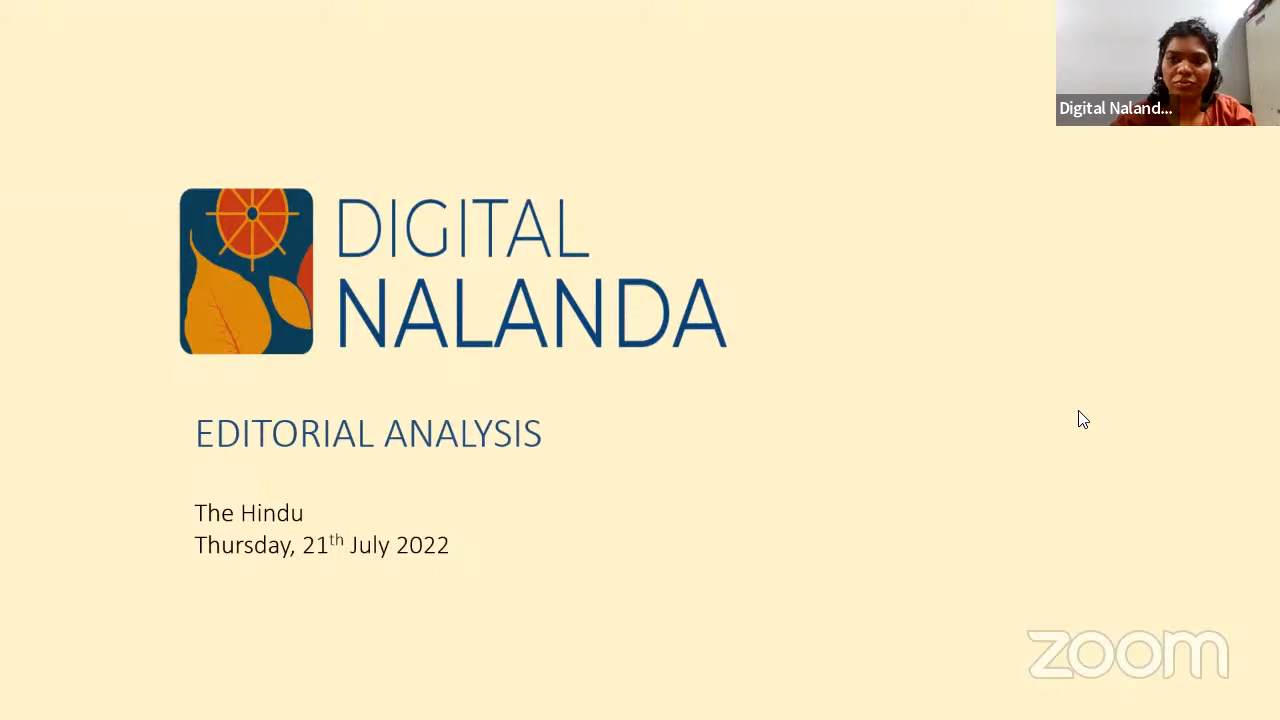 Digital Naland...
DIGITAL
NALANDA
EDITORIAL ANALYSIS
The Hindu
Thursday, 21th July 2022
zoom